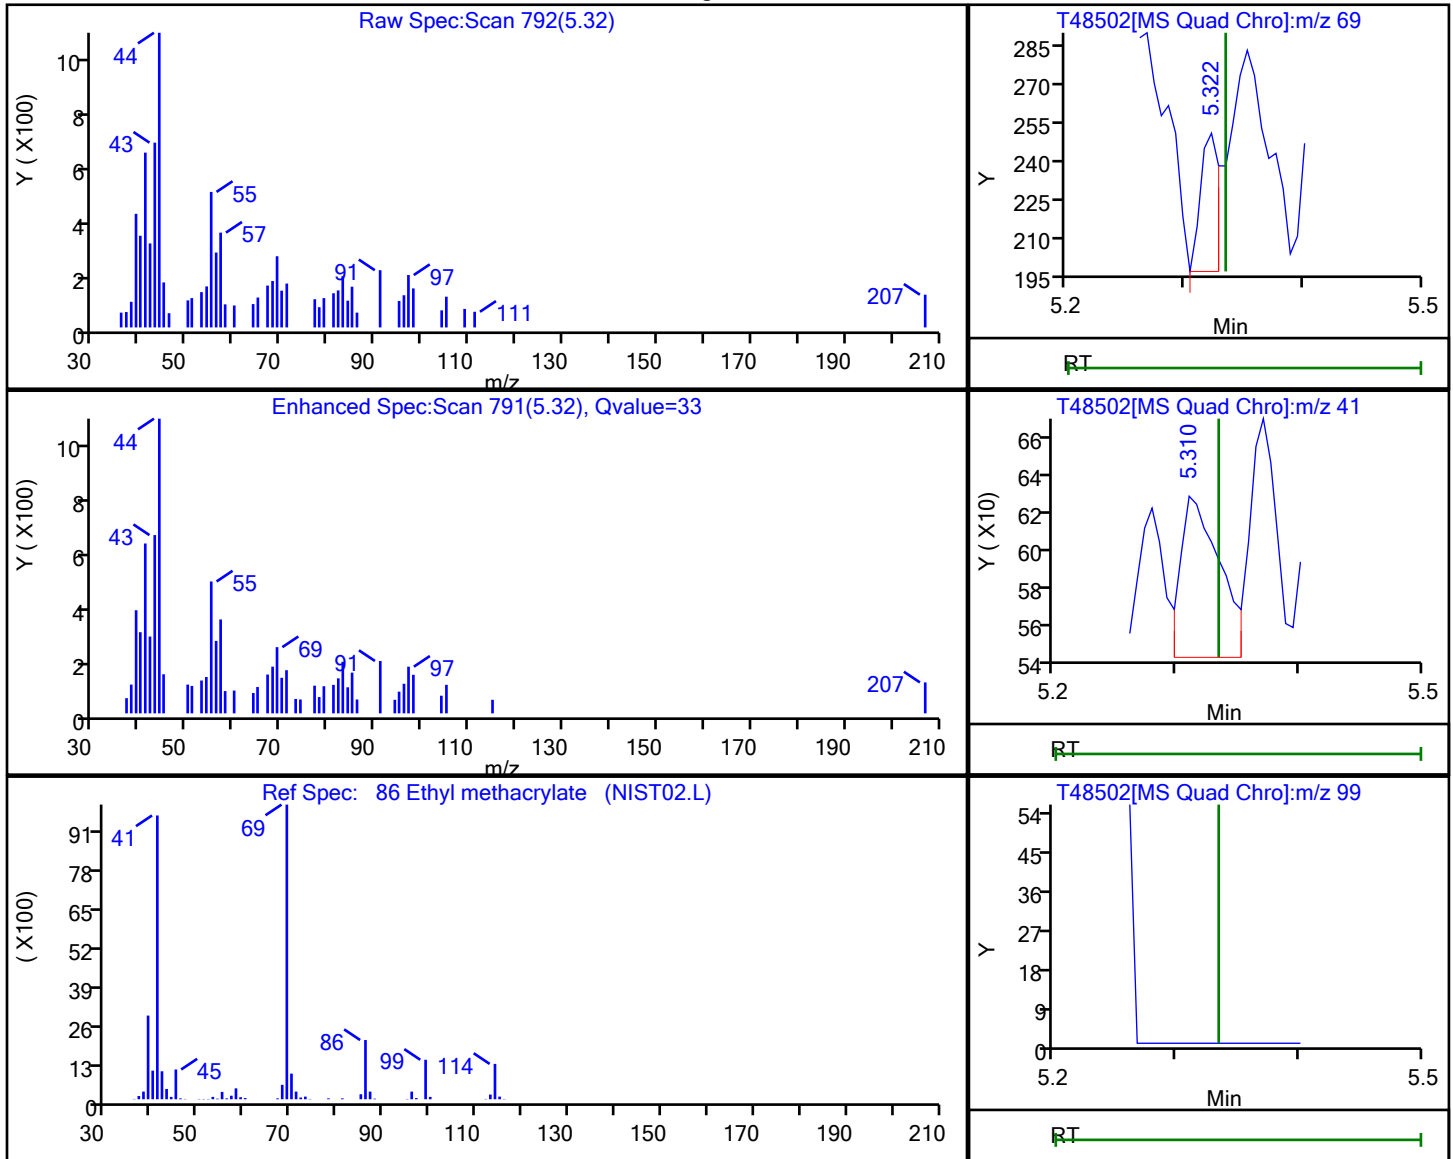 Raw Spec:Scan 792(5.32)
Y ( X100)
10
8
6
4
2
0
44
43
55
57
91
97
111
207
30 50 70 90 110 130 150 170 190 210
m/z
T48502[MS Quad Chro]:m/z 69
Y
285
270
255
240
225
210
195
5.322
5.2 5.5
Min
RT
Enhanced Spec:Scan 791(5.32), Qvalue=33
Y ( X100)
10
8
6
4
2
0
44
43
55
69
91
97
207
30 50 70 90 110 130 150 170 190 210
m/z
T48502[MS Quad Chro]:m/z 41
Y ( X10)
66
64
62
60
58
56
54
5.310
5.2 5.5
Min
RT
Ref Spec: 86 Ethyl methacrylate (NIST02.L)
( X100)
91
78
65
52
39
26
13
0
41
69
45
86
99
114
30 50 70 90 110 130 150 170 190 210
T48502[MS Quad Chro]:m/z 99
Y
54
45
36
27
18
9
0
5.2 5.5
Min
RT